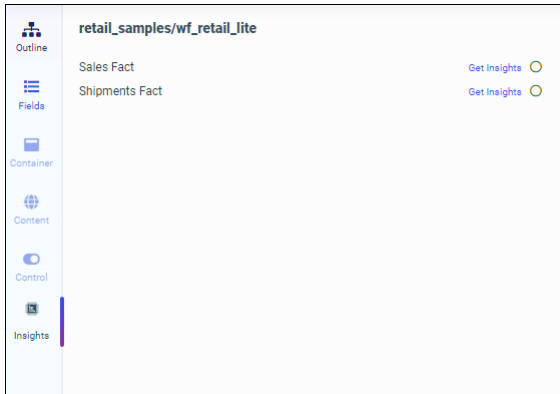 Outline
Fields
Container
Content
Control
Insights
retail_samples/wf_retail_lite
Sales Fact Get Insights
Shipments Fact Get Insights